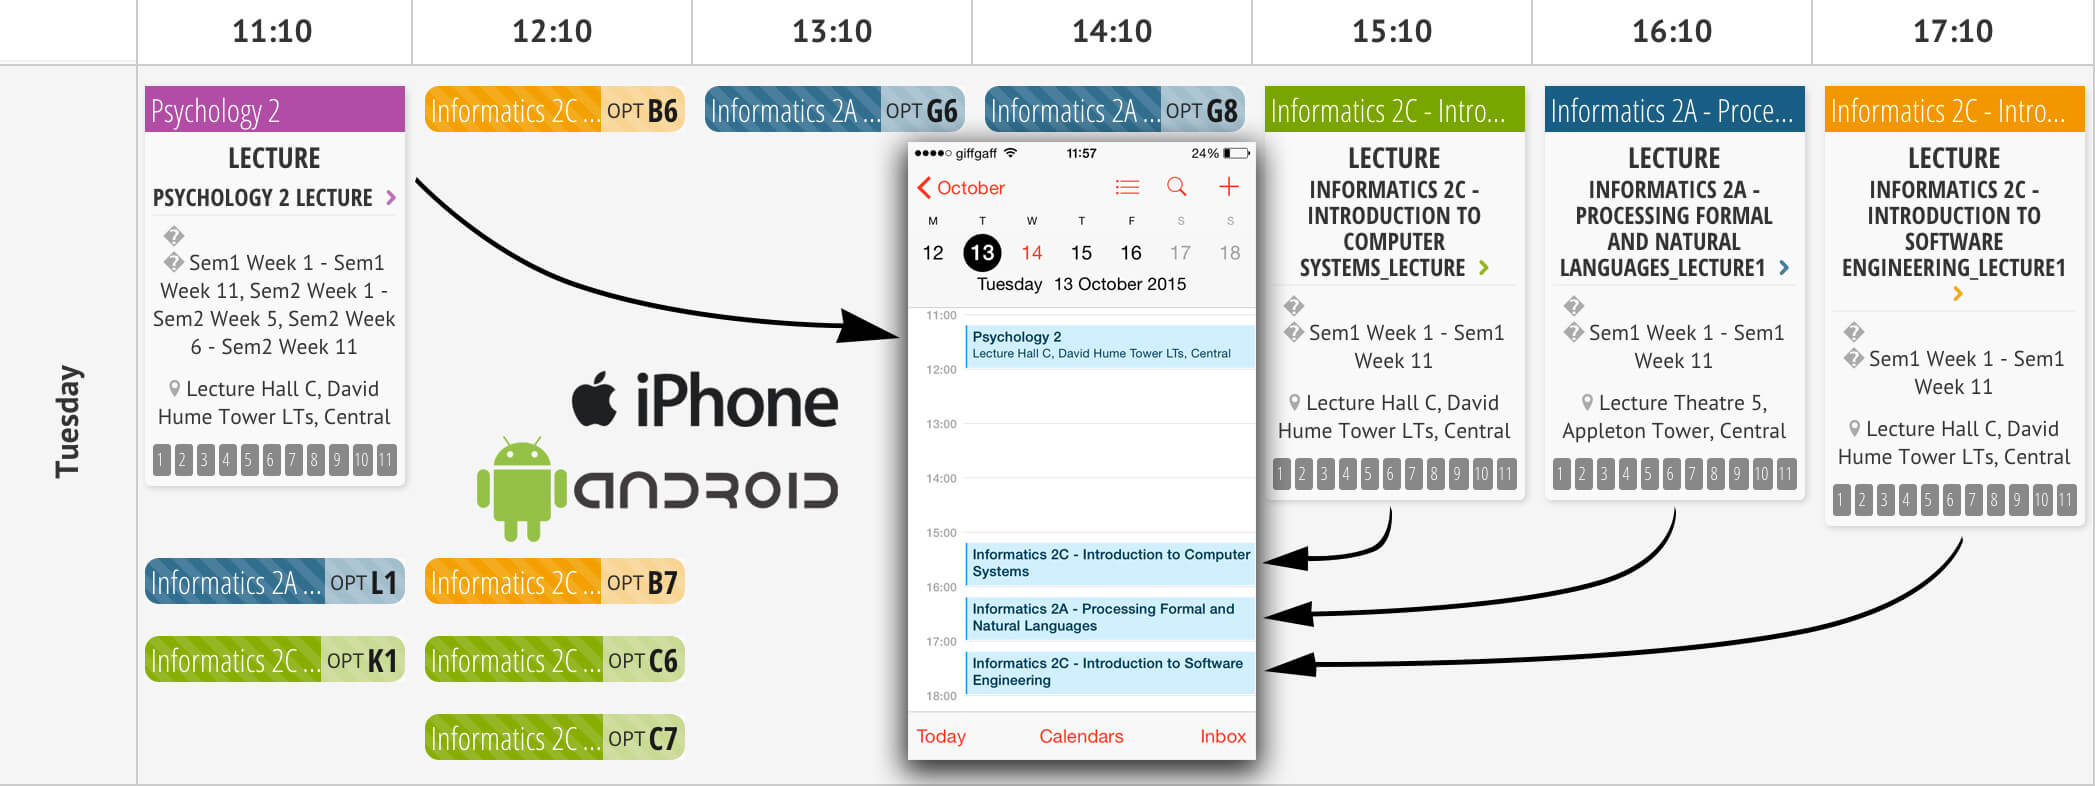 11:10
12:10
13:10
14:10
15:10
16:10
17:10
Tuesday
Psychology 2
LECTURE
PSYCHOLOGY 2 LECTURE
Sem1 Week 1 - Sem1
Week 11, Sem2 Week 1 -
Sem2 Week 5, Sem2 Week
6 - Sem2 Week 11
Lecture Hall C, David
Hume Tower LTs, Central
1 2 3 4 5 6 7 8 9 10 11
Informatics 2A ... OPT L1
Informatics 2C ... OPT K1
Informatics 2C ... OPT B6
iPhone
ANDROID
Informatics 2C ... OPT B7
Informatics 2C ... OPT C6
Informatics 2C ... OPT C7
Informatics 2A ... OPT G6
Informatics 2A ... OPT G8
giffgaff 11:57 24%
October
M T W T F S S
12 13 14 15 16 17 18
Tuesday 13 October 2015
11:00
Psychology 2
Lecture Hall C, David Hume Tower LTs, Central
12:00
13:00
14:00
15:00
Informatics 2C - Introduction to Computer
Systems
16:00
Informatics 2A - Processing Formal and
Natural Languages
17:00
Informatics 2C - Introduction to Software
Engineering
18:00
Today Calendars Inbox
Informatics 2C - Intro...
LECTURE
INFORMATICS 2C -
INTRODUCTION TO
COMPUTER
SYSTEMS_LECTURE
Sem1 Week 1 - Sem1
Week 11
Lecture Hall C, David
Hume Tower LTs, Central
1 2 3 4 5 6 7 8 9 10 11
Informatics 2A - Proce...
LECTURE
INFORMATICS 2A -
PROCESSING FORMAL
AND NATURAL
LANGUAGES_LECTURE1
Sem1 Week 1 - Sem1
Week 11
Lecture Theatre 5,
Appleton Tower, Central
1 2 3 4 5 6 7 8 9 10 11
Informatics 2C - Intro...
LECTURE
INFORMATICS 2C -
INTRODUCTION TO
SOFTWARE
ENGINEERING_LECTURE1
Sem1 Week 1 - Sem1
Week 11
Lecture Hall C, David
Hume Tower LTs, Central
1 2 3 4 5 6 7 8 9 10 11